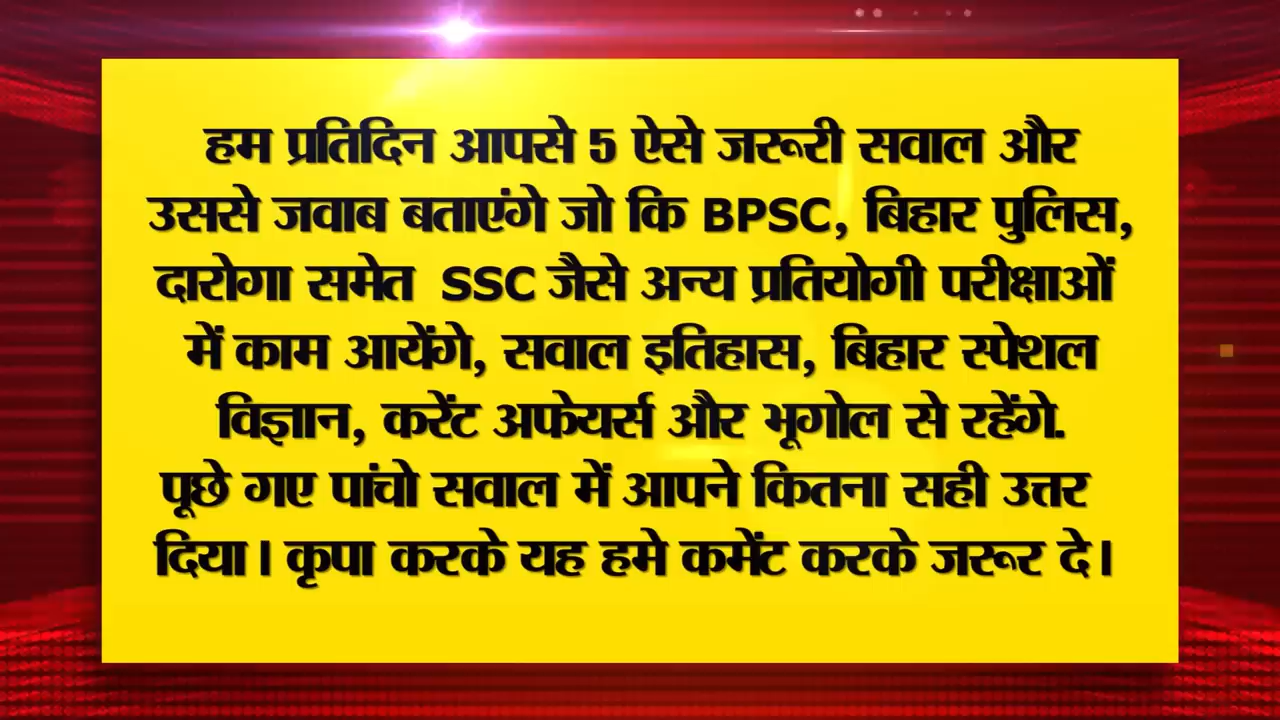 हम प्रतिदिन आपसे 5 ऐसे जरूरी सवाल और
उससे जवाब बताएंगे जो कि BPSC, बिहार पुलिस,
दारोगा समेत SSC जैसे अन्य प्रतियोगी परीक्षाओं
में काम आयेंगे, सवाल इतिहास, बिहार स्पेशल
विज्ञान, करेंट अफेयर्स और भूगोल से रहेंगे.
पूछे गए पांचो सवाल में आपने कितना सही उत्तर
दिया। कृपा करके यह हमे कमेंट करके जरूर दे।